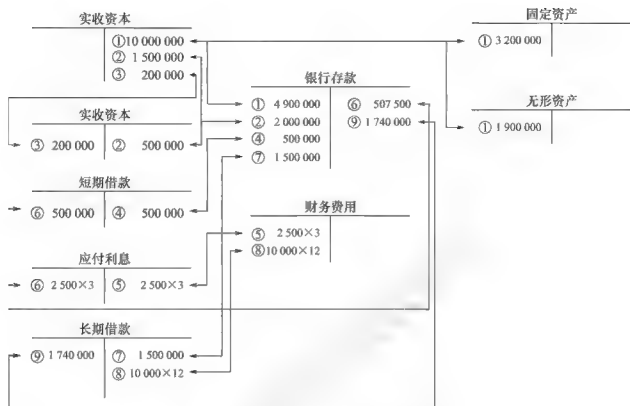 实收资本
①10 000 000
② 1 500 000
③ 200 000
固定资产
① 3 200 000
银行存款
① 4 900 000 ⑥ 507 500
② 2 000 000 ⑨ 1 740 000
④ 500 000
⑦ 1 500 000
无形资产
① 1 900 000
实收资本
③ 200 000 ② 500 000
短期借款
⑥ 500 000 ④ 500 000
财务费用
⑤ 2 500×3
⑧10 000×12
应付利息
⑥ 2 500×3 ⑤ 2 500×3
长期借款
⑨ 1 740 000 ⑦ 1 500 000
⑧ 10 000×12